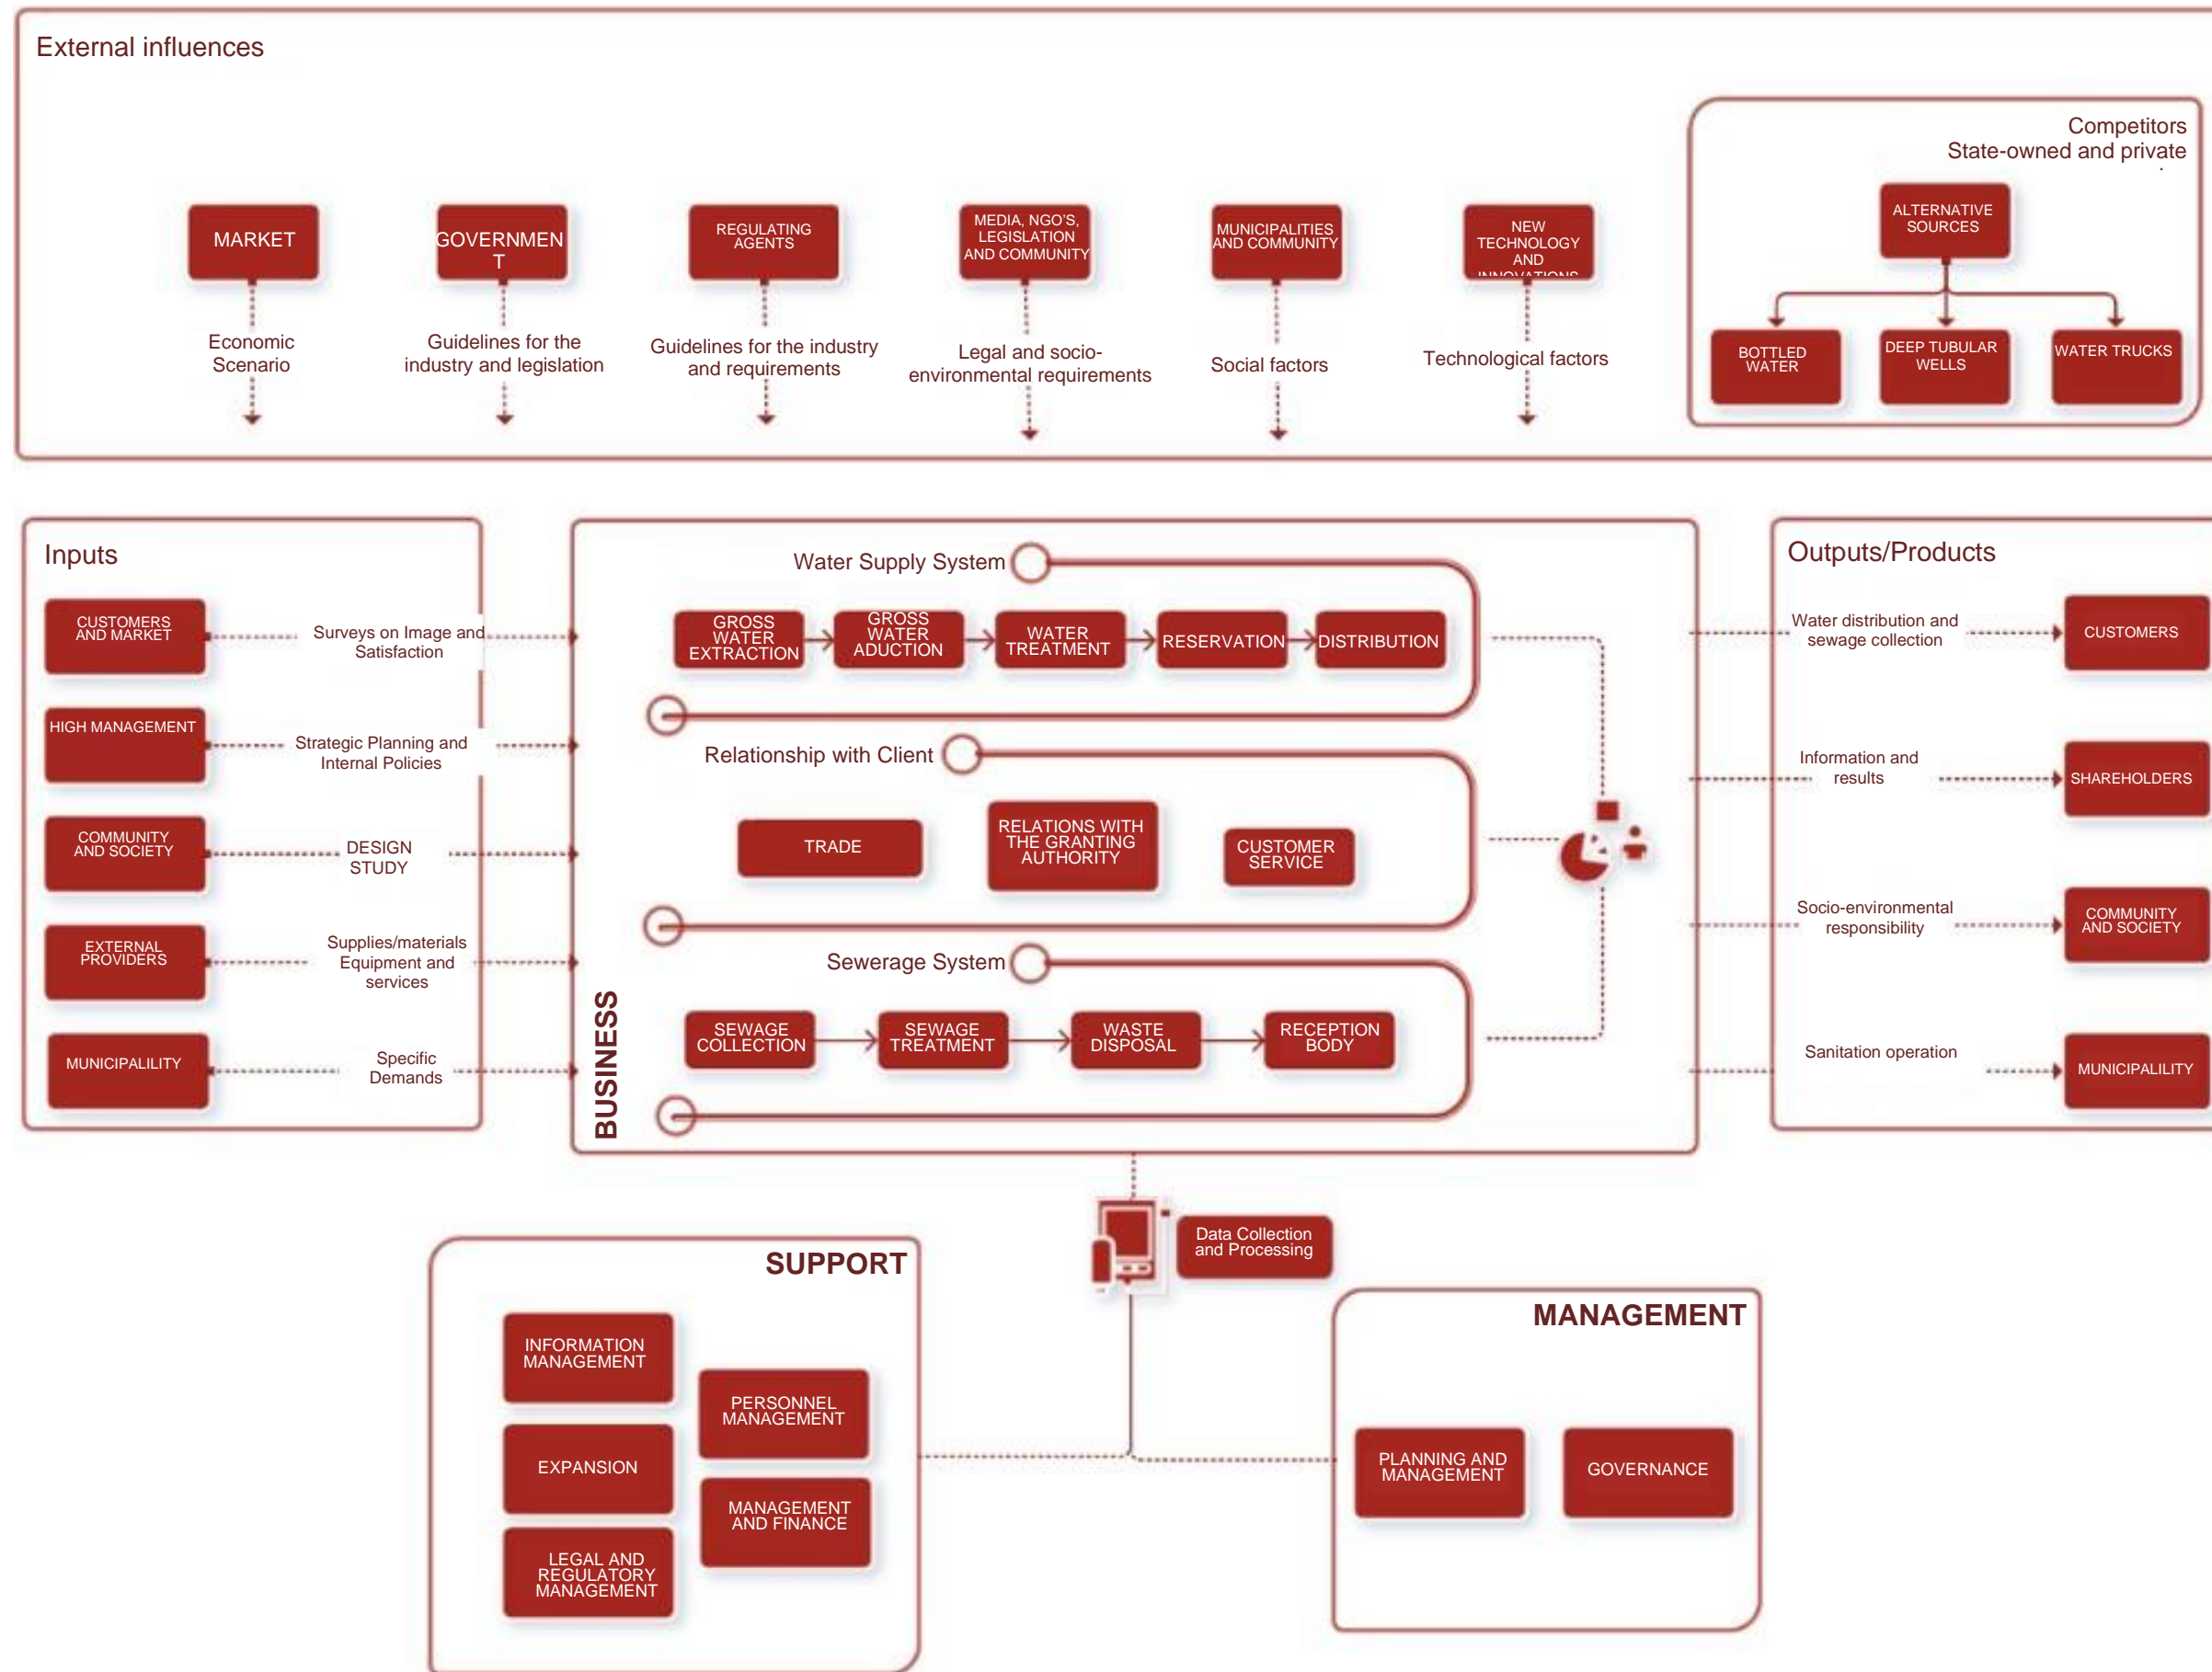 External influences
Competitors
State-owned and private
.
MARKET
GOVERNMEN
T
REGULATING
AGENTS
MEDIA, NGO'S,
LEGISLATION
AND COMMUNITY
MUNICIPALITIES
AND COMMUNITY
NEW
TECHNOLOGY
AND
INNOVATIONS
ALTERNATIVE
SOURCES
Economic
Scenario
Guidelines for the
industry and legislation
Guidelines for the industry
and requirements
Legal and socio-
environmental requirements
Social factors
Technological factors
BOTTLED
WATER
DEEP TUBULAR
WELLS
WATER TRUCKS
Inputs
CUSTOMERS
AND MARKET
Surveys on Image and
Satisfaction
HIGH MANAGEMENT
Strategic Planning and
Internal Policies
COMMUNITY
AND SOCIETY
DESIGN
STUDY
EXTERNAL
PROVIDERS
Supplies/materials
Equipment and
services
MUNICIPALILITY
Specific
Demands
BUSINESS
Water Supply System
GROSS
WATER
EXTRACTION
GROSS
WATER
ADUCTION
WATER
TREATMENT
RESERVATION
DISTRIBUTION
Relationship with Client
TRADE
RELATIONS WITH
THE GRANTING
AUTHORITY
CUSTOMER
SERVICE
Sewerage System
SEWAGE
COLLECTION
SEWAGE
TREATMENT
WASTE
DISPOSAL
RECEPTION
BODY
Outputs/Products
Water distribution and
sewage collection
CUSTOMERS
Information and
results
SHAREHOLDERS
Socio-environmental
responsibility
COMMUNITY
AND SOCIETY
Sanitation operation
MUNICIPALILITY
Data Collection
and Processing
SUPPORT
INFORMATION
MANAGEMENT
PERSONNEL
MANAGEMENT
EXPANSION
MANAGEMENT
AND FINANCE
LEGAL AND
REGULATORY
MANAGEMENT
MANAGEMENT
PLANNING AND
MANAGEMENT
GOVERNANCE